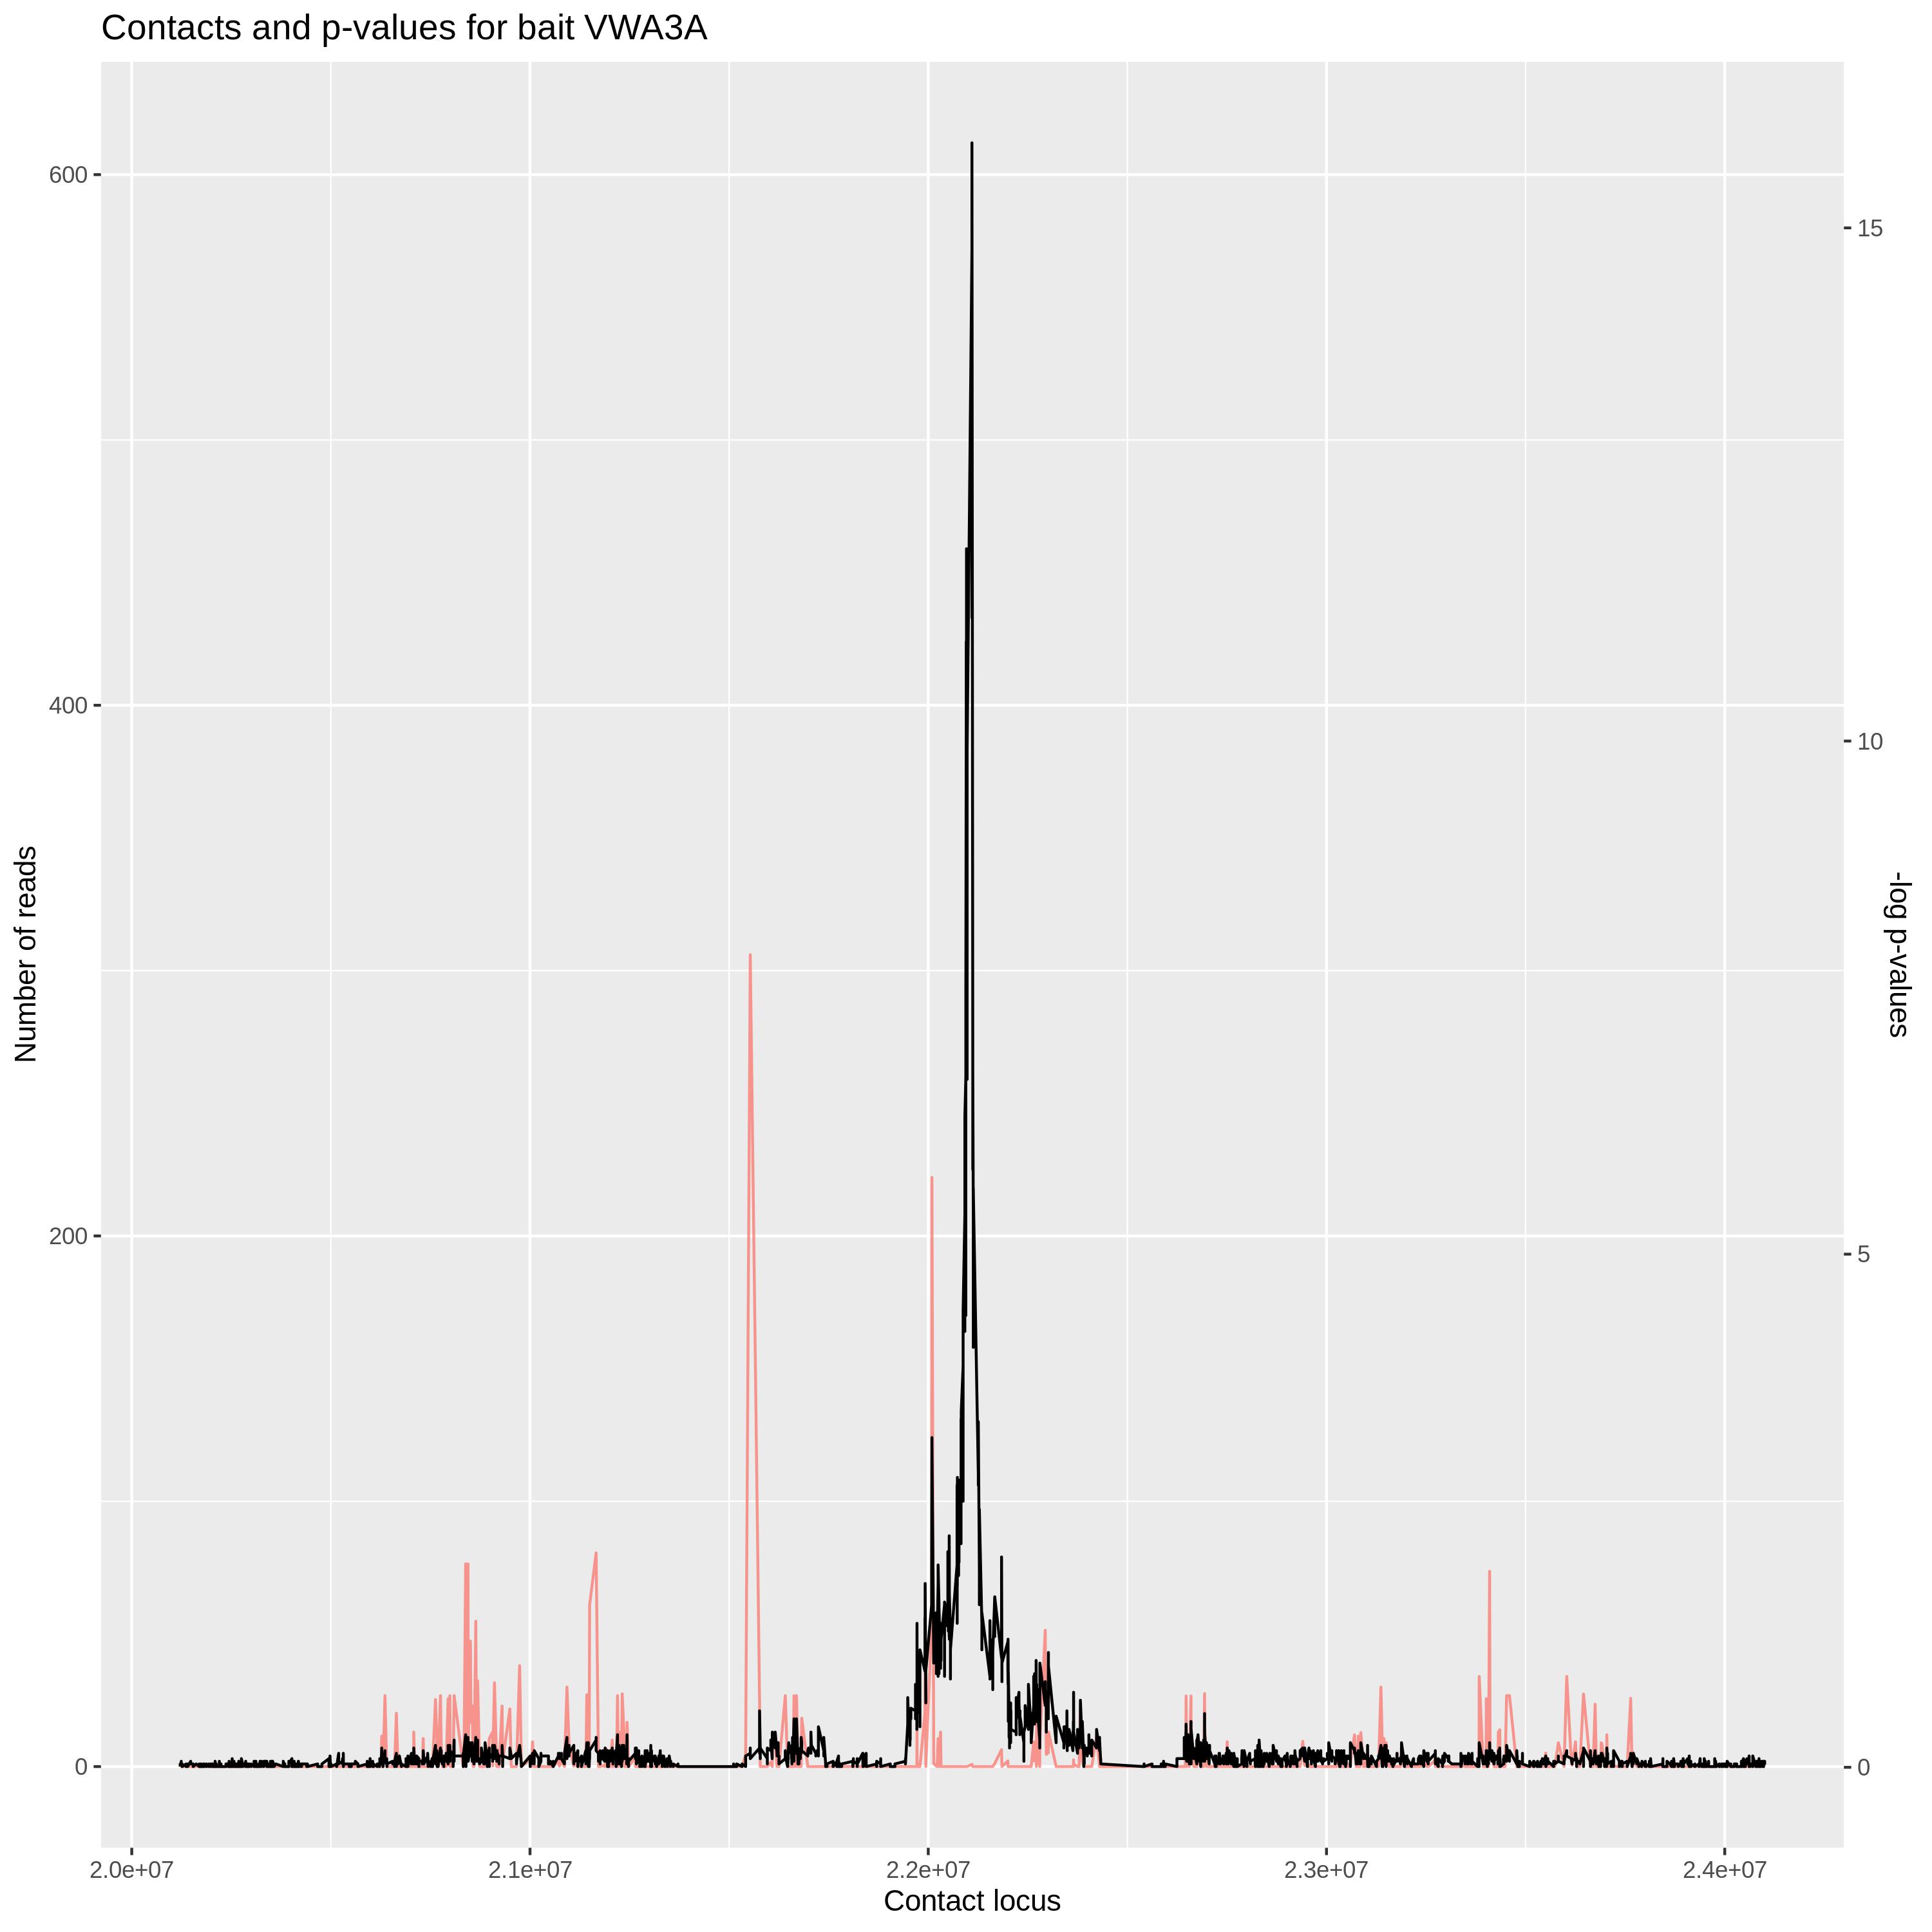 Contacts and p-values for bait VWA3A
600
400
200
0
Number of reads
15
10
5
0
-log p-values
2.0e+07
2.1e+07
2.2e+07
2.3e+07
2.4e+07
Contact locus